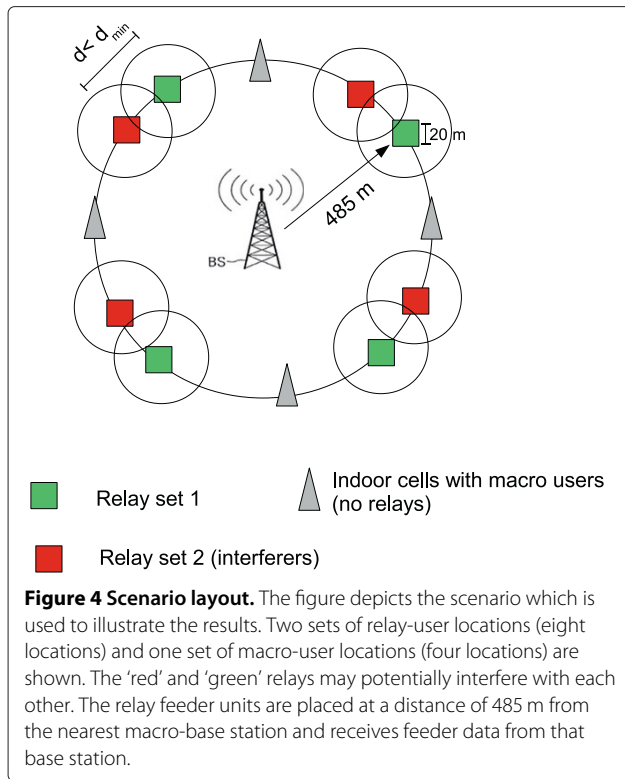 d< d min
20 m
485 m
BS
Relay set 1
Indoor cells with macro users
(no relays)
Relay set 2 (interferers)
Figure 4 Scenario layout. The figure depicts the scenario which is
used to illustrate the results. Two sets of relay-user locations (eight
locations) and one set of macro-user locations (four locations) are
shown. The ‘red’ and ‘green’ relays may potentially interfere with each
other. The relay feeder units are placed at a distance of 485 m from
the nearest macro-base station and receives feeder data from that
base station.